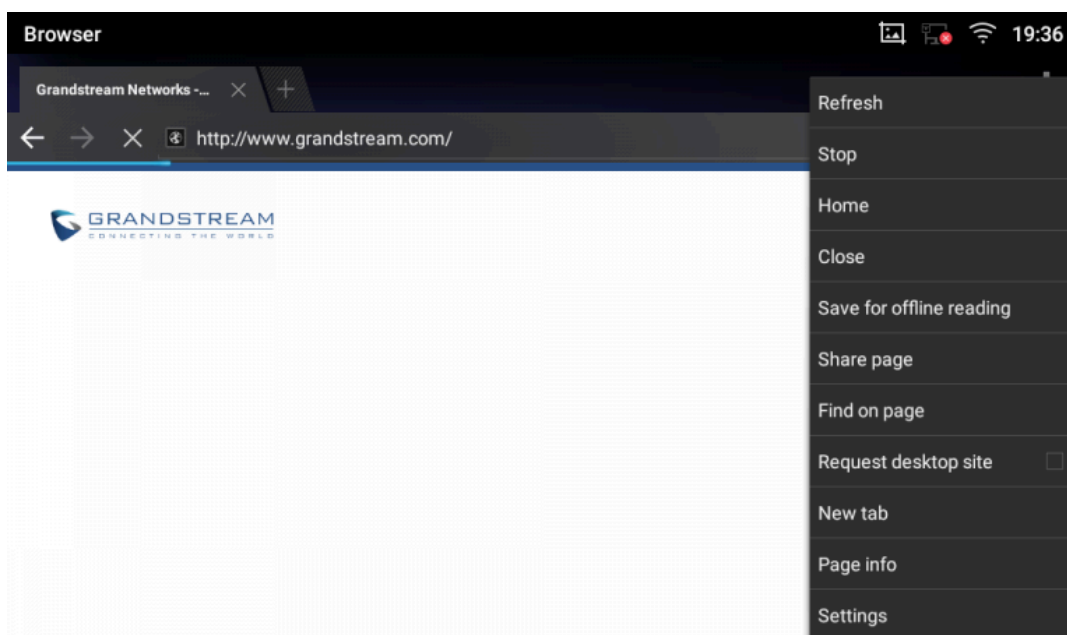 Browser
19:36
Grandstream Networks -...
http://www.grandstream.com/
GRANDSTREAM
CONNECTING THE WORLD
Refresh
Stop
Home
Close
Save for offline reading
Share page
Find on page
Request desktop site
New tab
Page info
Settings